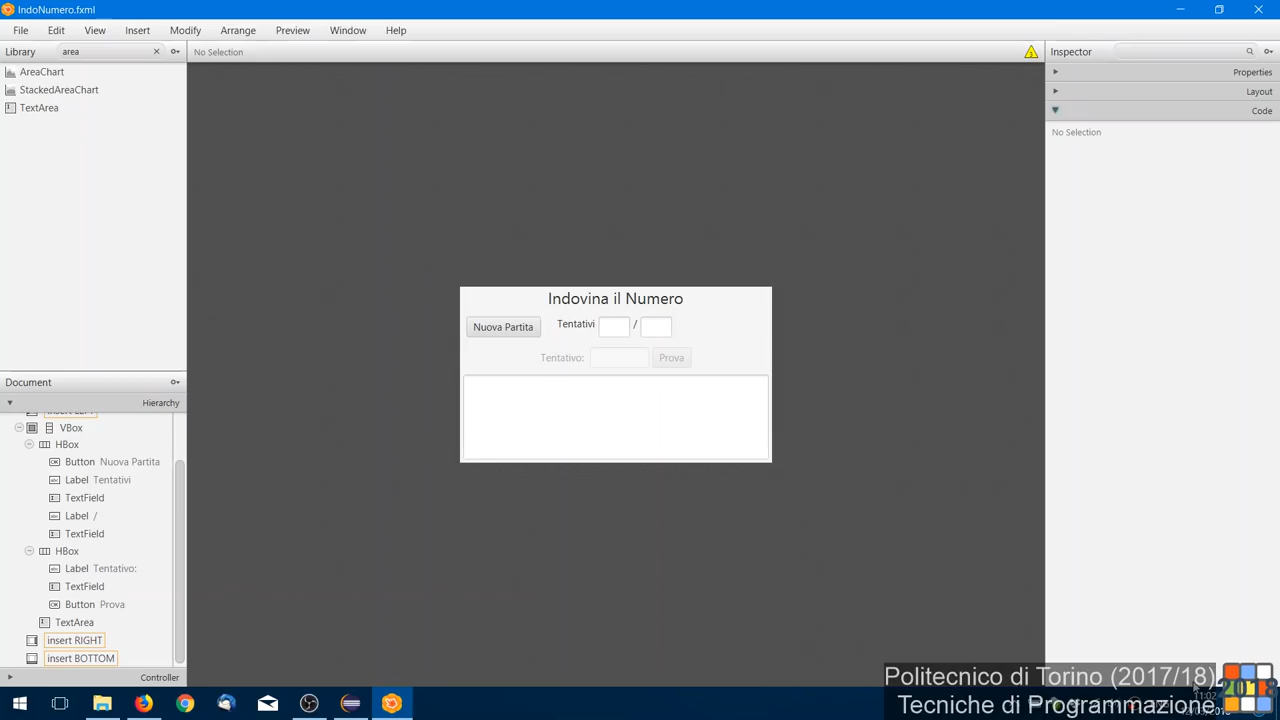 IndoNumero.fxml
File Edit View Insert Modify Arrange Preview Window Help
Library area
No Selection
Inspector
AreaChart
StackedAreaChart
TextArea
Properties
Layout
Code
No Selection
Indovina il Numero
Nuova Partita Tentativi /
Tentativo: Prova
Document
Hierarchy
VBox
HBox
Button Nuova Partita
Label Tentativi
TextField
Label /
TextField
HBox
Label Tentativo:
TextField
Button Prova
TextArea
insert RIGHT
insert BOTTOM
Controller
Politecnico di Torino (2017/18)
2018
11:02
Tecniche di Programmazione